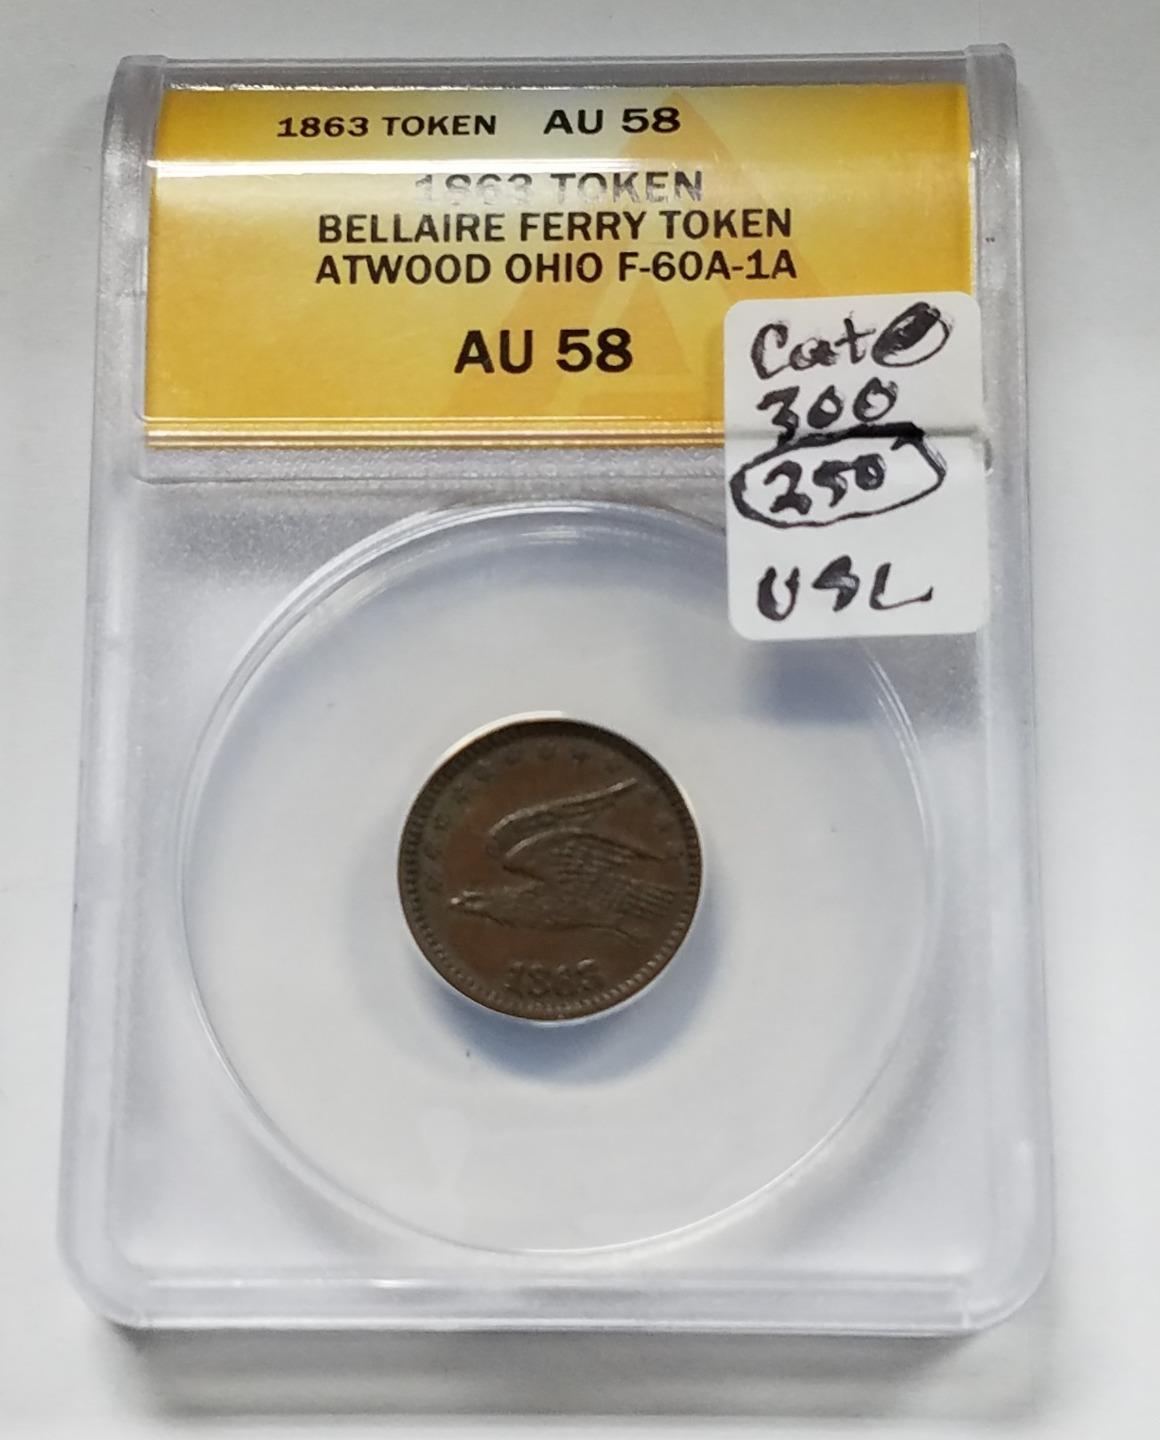 1863 TOKEN AU 58
1863 TOKEN
BELLAIRE FERRY TOKEN
ATWOOD OHIO F-60A-1A
AU 58
Cat
300
250
USL
1863